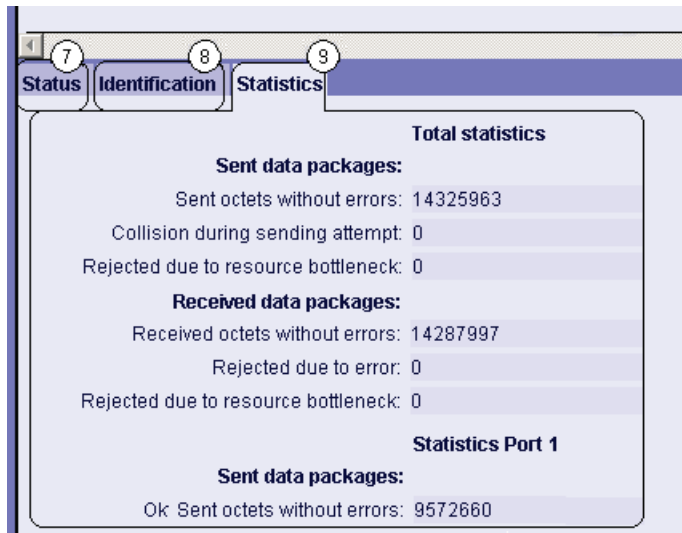 7 8 9
Status Identification Statistics
Total statistics
Sent data packages:
Sent octets without errors: 14325963
Collision during sending attempt: 0
Rejected due to resource bottleneck: 0
Received data packages:
Received octets without errors: 14287997
Rejected due to error: 0
Rejected due to resource bottleneck: 0
Statistics Port 1
Sent data packages:
Ok: Sent octets without errors: 9572660